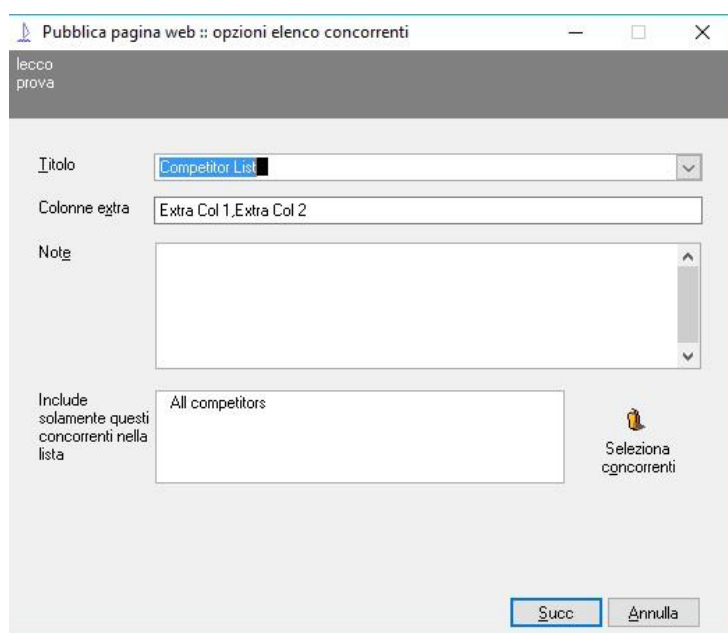 Pubblica pagina web :: opzioni elenco concorrenti
lecco
prova
Titolo
Competitor List
Colonne extra
Extra Col 1,Extra Col 2
Note
Include
solamente questi
concorrenti nella
lista
All competitors
Seleziona
concorrenti
Succ
Annulla